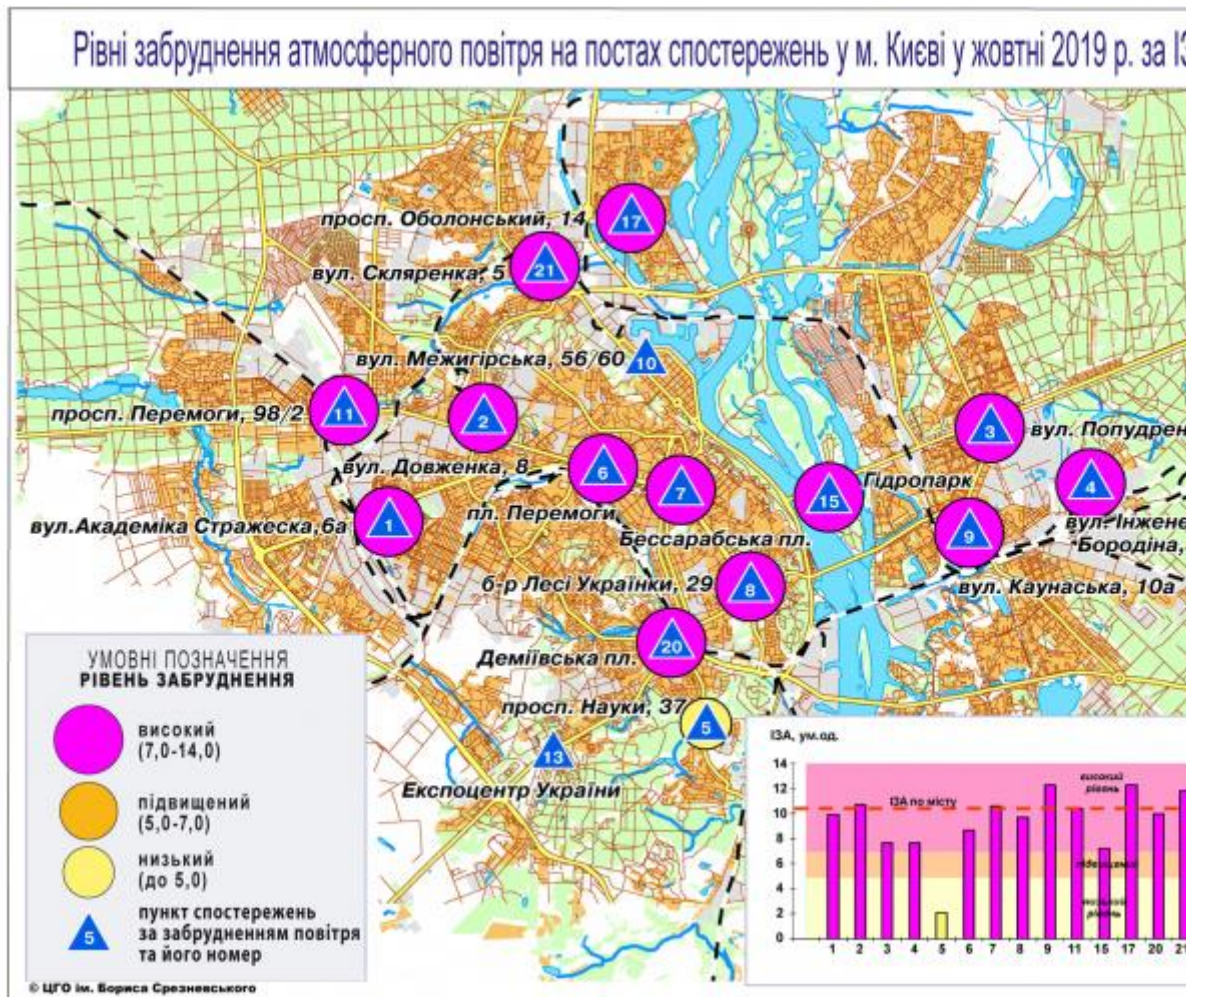 Рівні забруднення атмосферного повітря на постах спостережень у м. Києві у жовтні 2019 р. за ІЗ
просп. Оболонський, 14
17
вул. Скляренка, 5
21
вул. Межигірська, 56/60
10
просп. Перемоги, 98/2
11
2
3
вул. Попудрен
вул. Довженка, 8
6
7
15
Гідропарк
4
вул.Академіка Стражеска,6а
1
пл. Перемоги
Бессарабська пл.
9
вул. Інжене
Бородіна,
б-р Лесі Українки, 29
8
вул. Каунаська, 10а
Деміївська пл.
20
просп. Науки, 37
5
13
Експоцентр України
УМОВНІ ПОЗНАЧЕННЯ
РІВЕНЬ ЗАБРУДНЕННЯ
високий
(7,0-14,0)
підвищений
(5,0-7,0)
низький
(до 5,0)
5
пункт спостережень
за забрудненням повітря
та його номер
© ЦГО ім. Бориса Срезневського
ІЗА, ум.од.
14
12
10
8
6
4
2
0
високий
рівень
ІЗА по місту
рівень
1 2 3 4 5 6 7 8 9 11 15 17 20 21